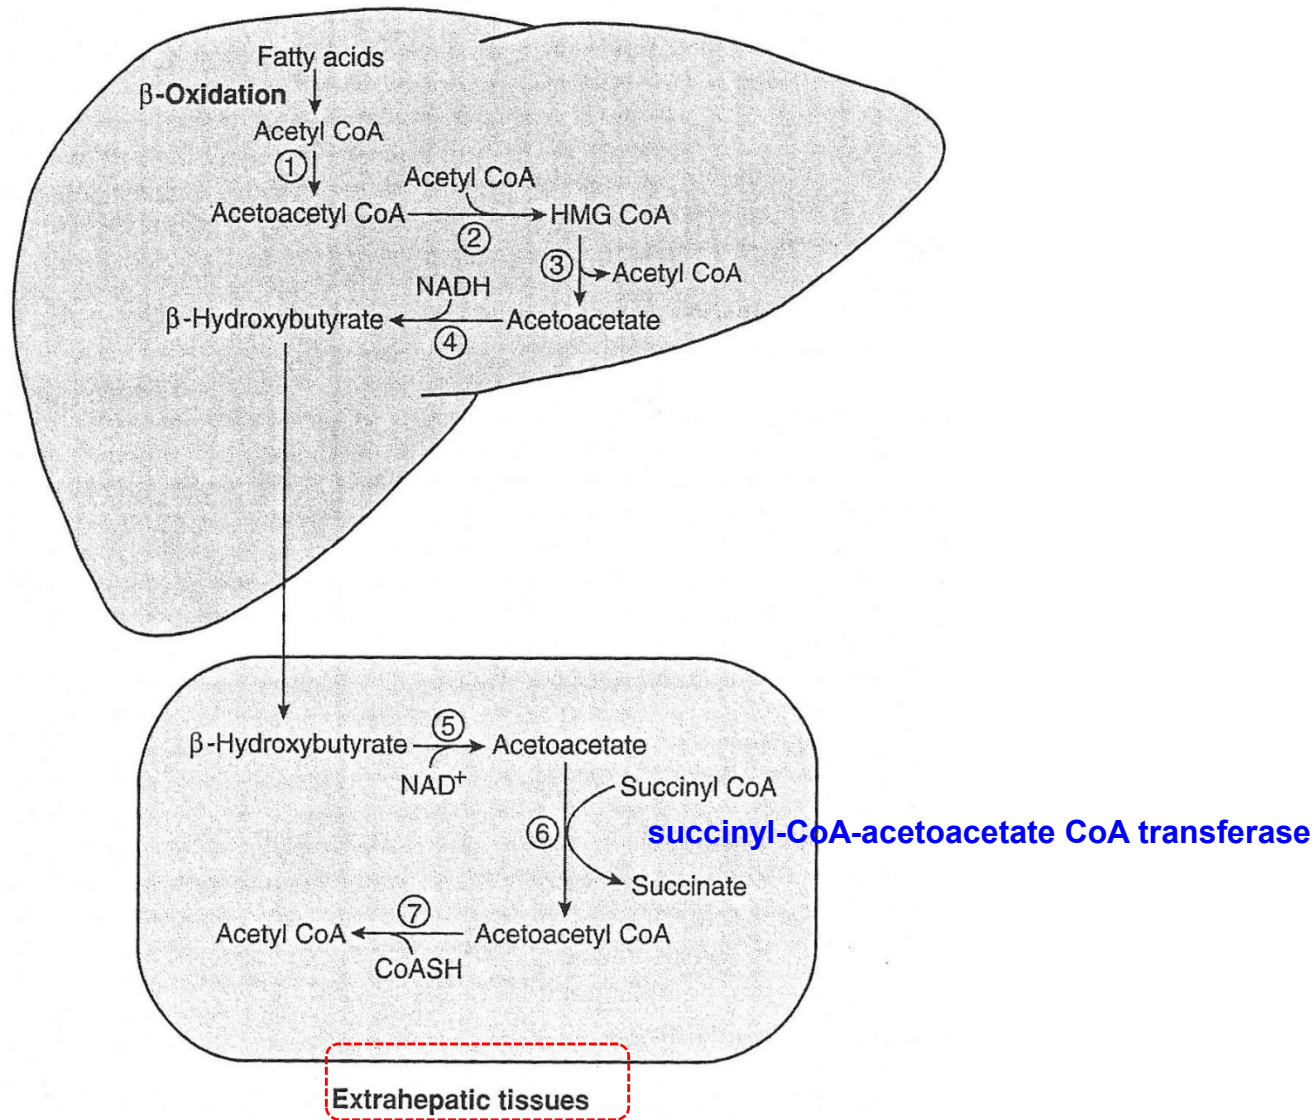 Fatty acids
β-Oxidation
Acetyl CoA
1
Acetyl CoA
Acetoacetyl CoA
HMG CoA
2
3
Acetyl CoA
NADH
β-Hydroxybutyrate
Acetoacetate
4
5
β-Hydroxybutyrate
Acetoacetate
NAD+
Succinyl CoA
6
succinyl-CoA-acetoacetate CoA transferase
Succinate
7
Acetyl CoA
Acetoacetyl CoA
CoASH
Extrahepatic tissues